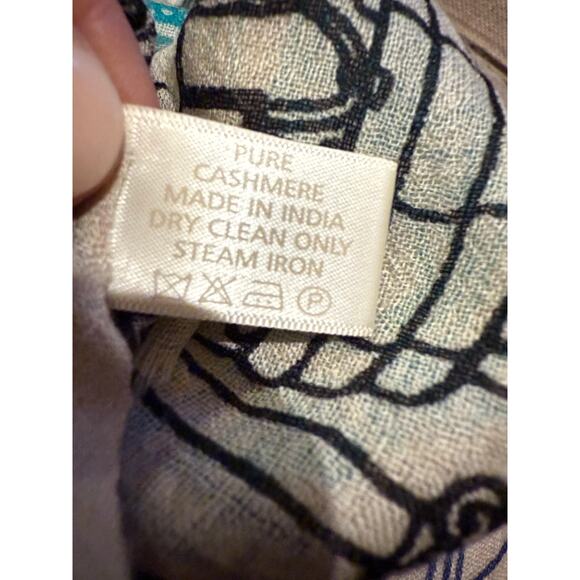 PURE
CASHMERE
MADE IN INDIA
DRY CLEAN ONLY
STEAM IRON
P